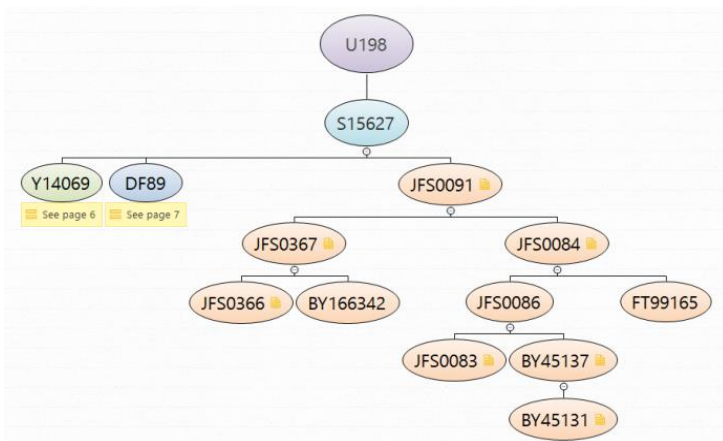 U198
S15627
Y14069
DF89
JFS0091
See page 6
See page 7
JFS0367
JFS0084
JFS0366
BY166342
JFS0086
FT99165
JFS0083
BY45137
BY45131